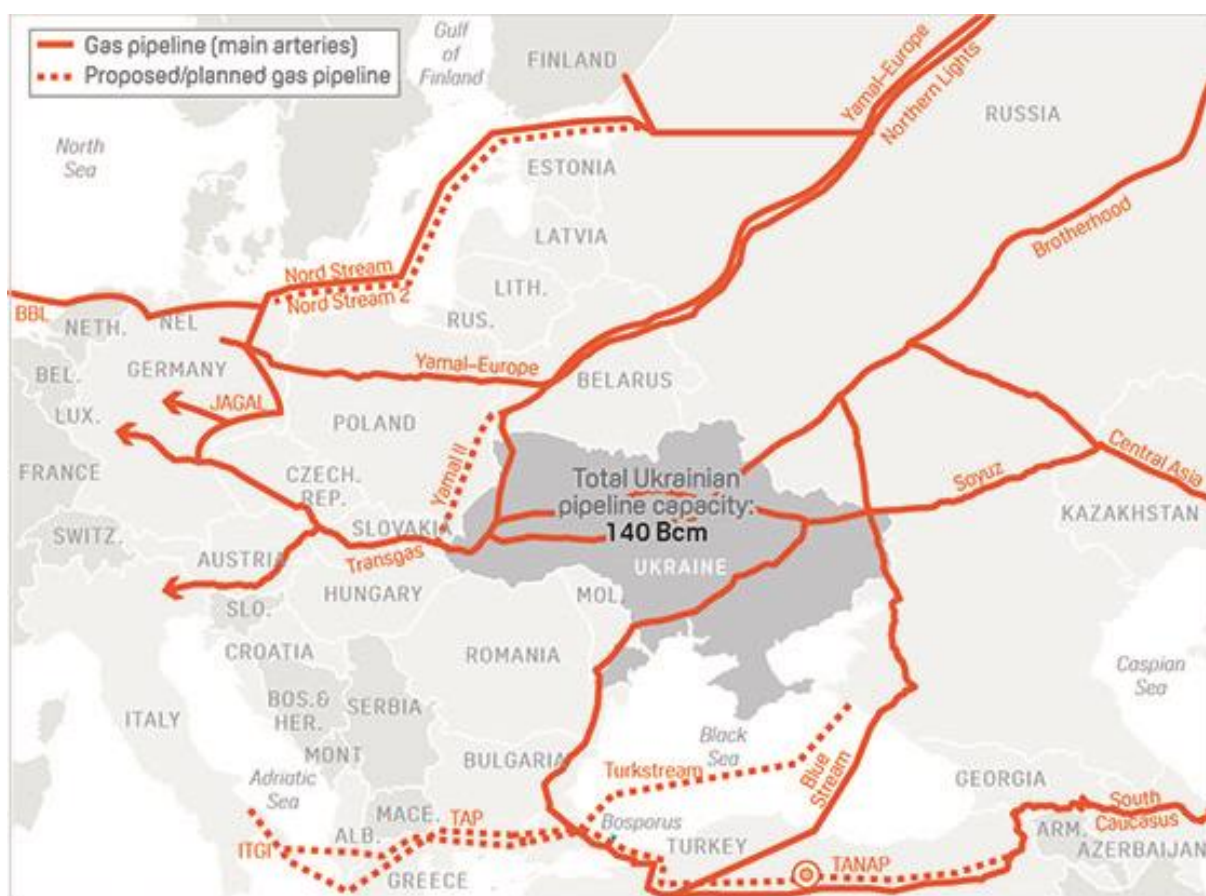 Gas pipeline (main arteries)
Proposed/planned gas pipeline
Gulf
of
Finland
FINLAND
Yamal-Europe
Northern Lights
RUSSIA
North
Sea
ESTONIA
LATVIA
Brotherhood
Nord Stream
Nord Stream 2
LITH.
RUS.
BBL
NETH.
NEL
GERMANY
BEL.
Yamal-Europe
BELARUS
JAGAL
LUX.
POLAND
Yamal II
FRANCE
CZECH.
REP.
Total Ukrainian
pipeline capacity:
140 Bcm
UKRAINE
Soyuz
Central Asia
KAZAKHSTAN
SWITZ.
AUSTRIA
SLOVAKIA
Transgas
HUNGARY
MOL.
SLO.
CROATIA
ROMANIA
BOS.&
HER.
SERBIA
ITALY
MONT
BULGARIA
Caspian
Sea
Black
Sea
Turkstream
Blue
Stream
GEORGIA
Adriatic
Sea
MACE.
ALB.
TAP
ITGI
Bosporus
TURKEY
TANAP
GREECE
South
Caucasus
ARM.
AZERBAIJAN